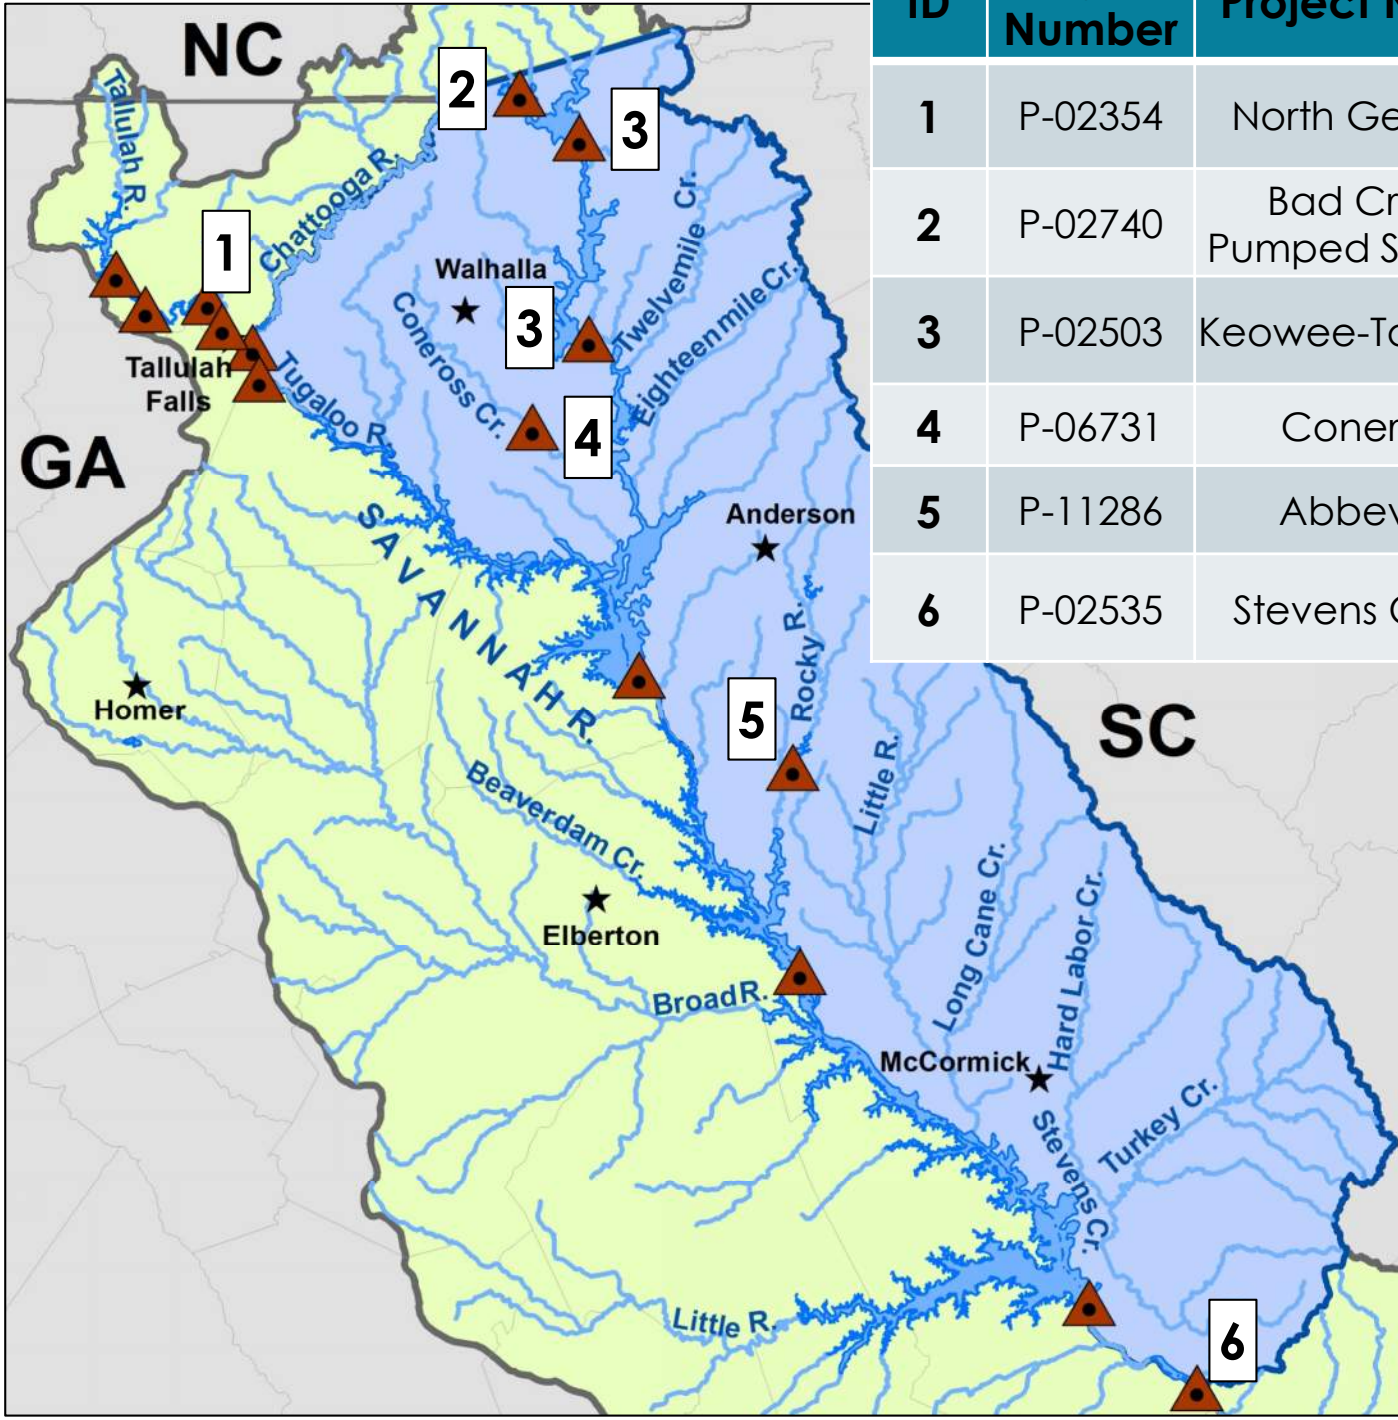 NC
Tallulah R.
2
3
Chattooga R.
1
Walhalla
3
Twelvemile Cr.
Eighteenmile Cr.
Coneross Cr.
Tallulah
Falls
Tugaloo R.
4
GA
SAVANNAH R.
Anderson
Homer
Rocky R.
5
SC
Little R.
Beaverdam Cr.
Elberton
Broad R.
Long Cane Cr.
Hard Labor Cr.
McCormick
Stevens Cr.
Turkey Cr.
Little R.
6
ID
Number
Project
1 P-02354 North Ge
2 P-02740 Bad Cr
Pumped S
3 P-02503 Keowee-To
4 P-06731 Coner
5 P-11286 Abbev
6 P-02535 Stevens